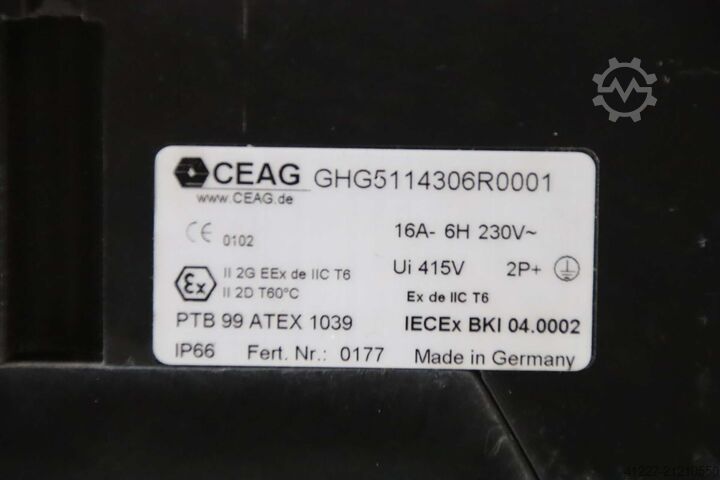 CEAG GHG5114306R0001
www.CEAG.de
CE 0102 16A- 6H 230V~
Ui 415V 2P+
Ex II 2G EEx de IIC T6
II 2D T60°C Ex de IIC T6
PTB 99 ATEX 1039 IECEx BKI 04.0002
IP66 Fert. Nr.: 0177 Made in Germany